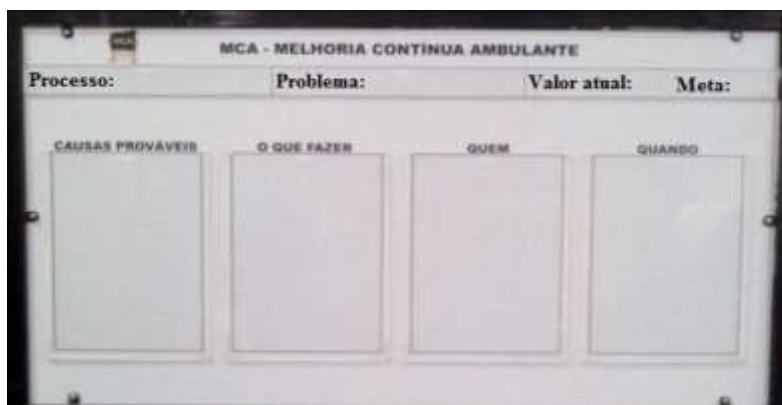 MCA - MELHORIA CONTÍNUA AMBULANTE
Processo: Problema: Valor atual: Meta:
CAUSAS PROVÁVEIS O QUE FAZER QUEM QUANDO